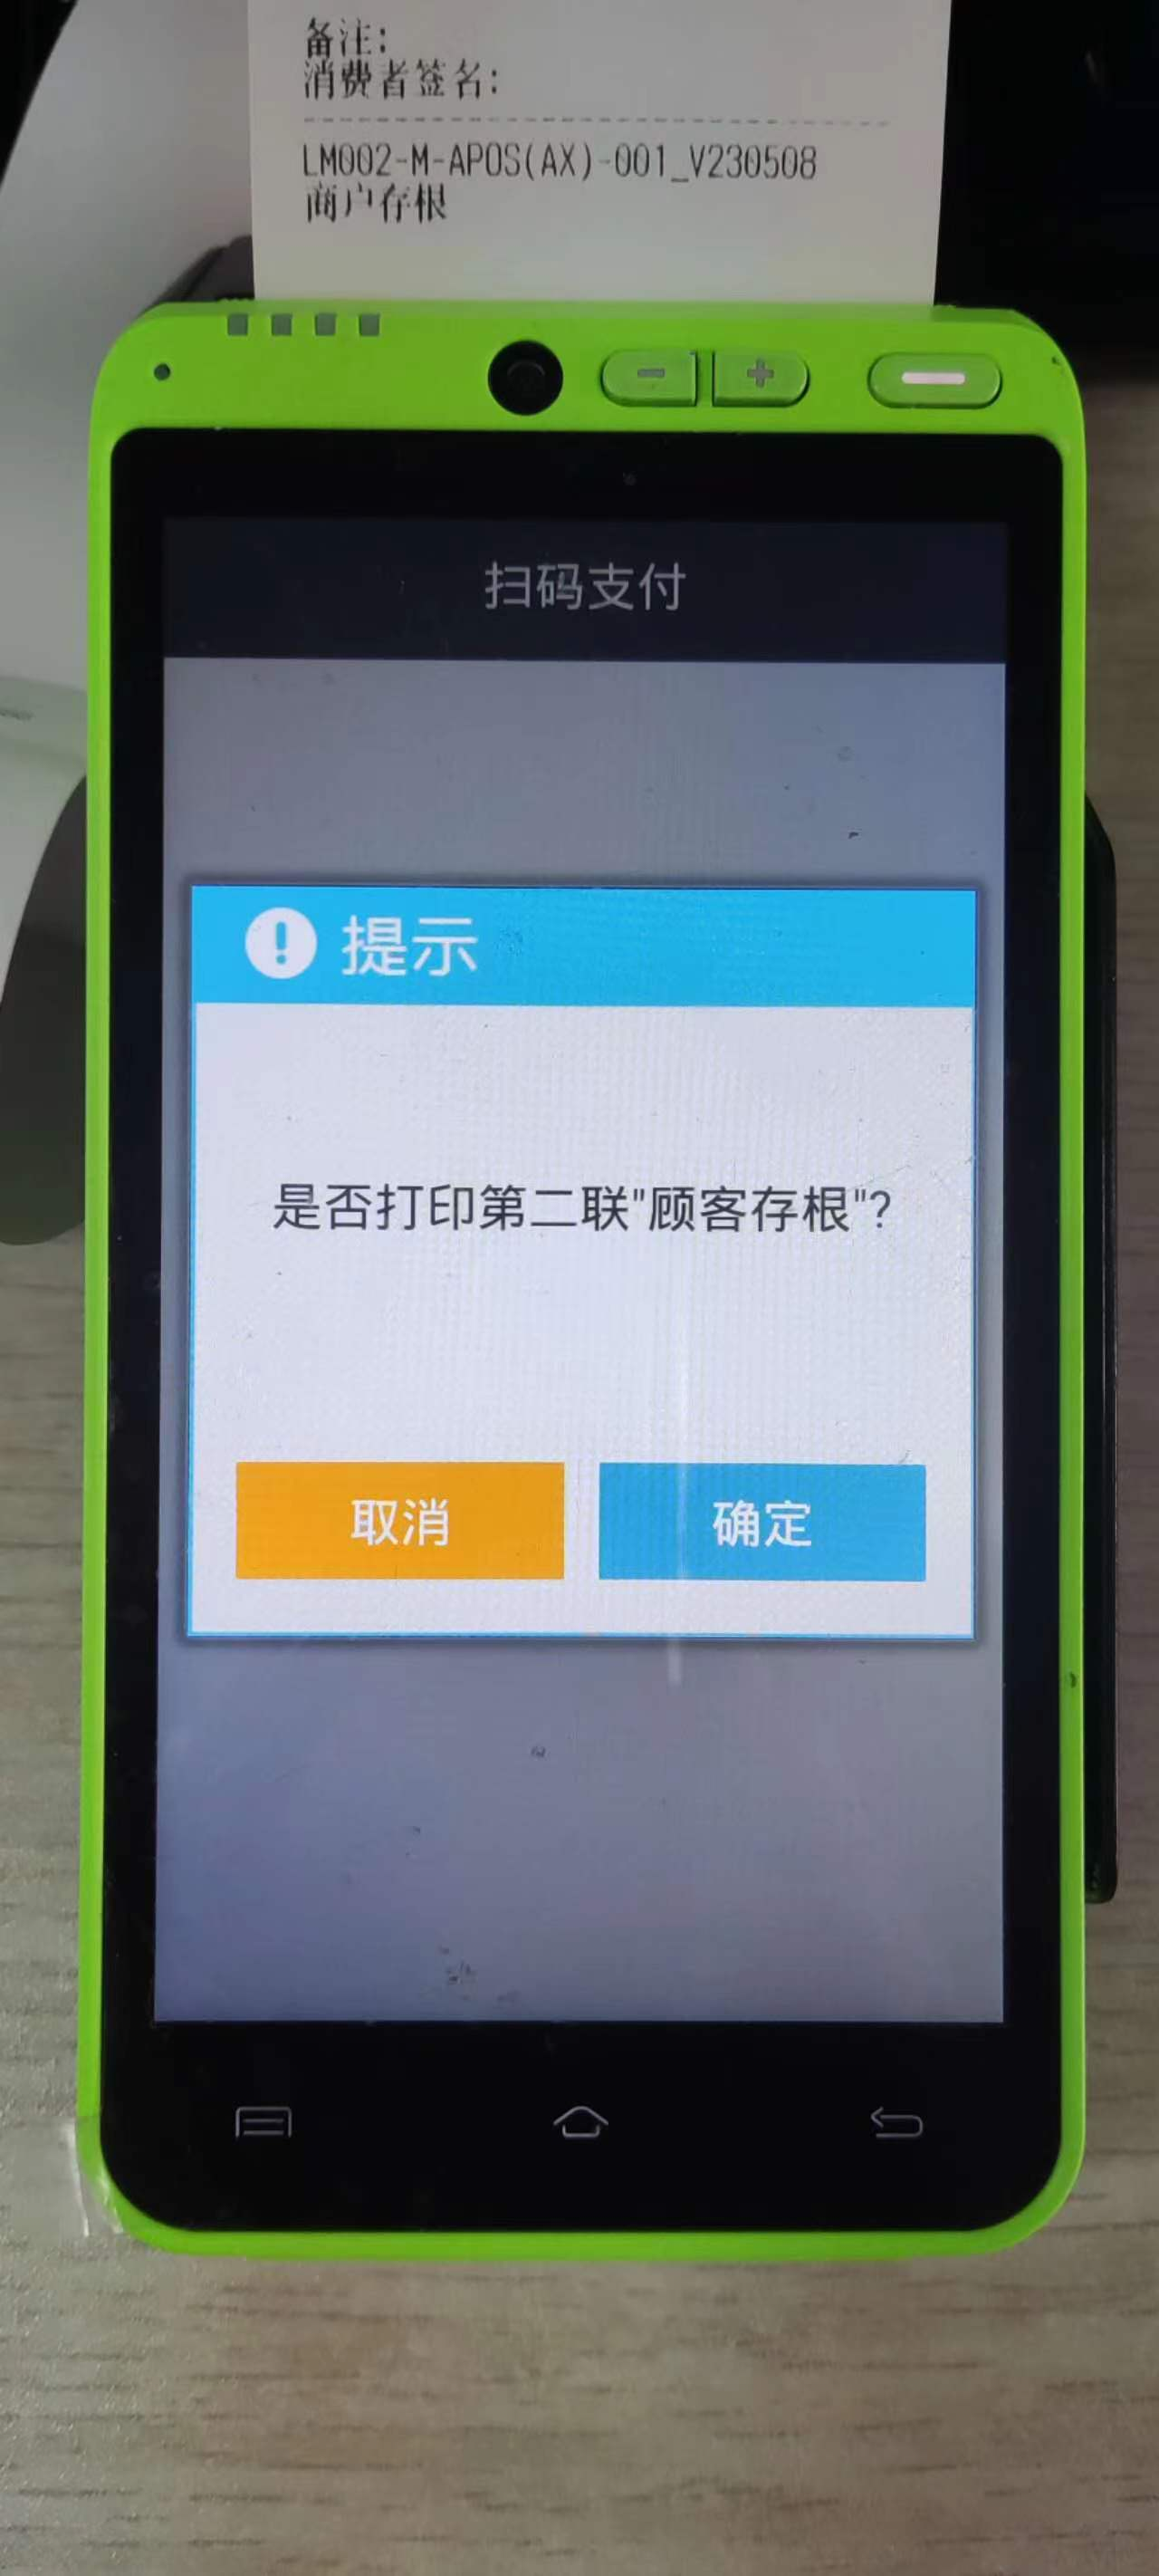 备注:
消费者签名:
LM002-M-APOS(AX)-001_V230508
商户存根
扫码支付
提示
是否打印第二联"顾客存根"?
取消 确定